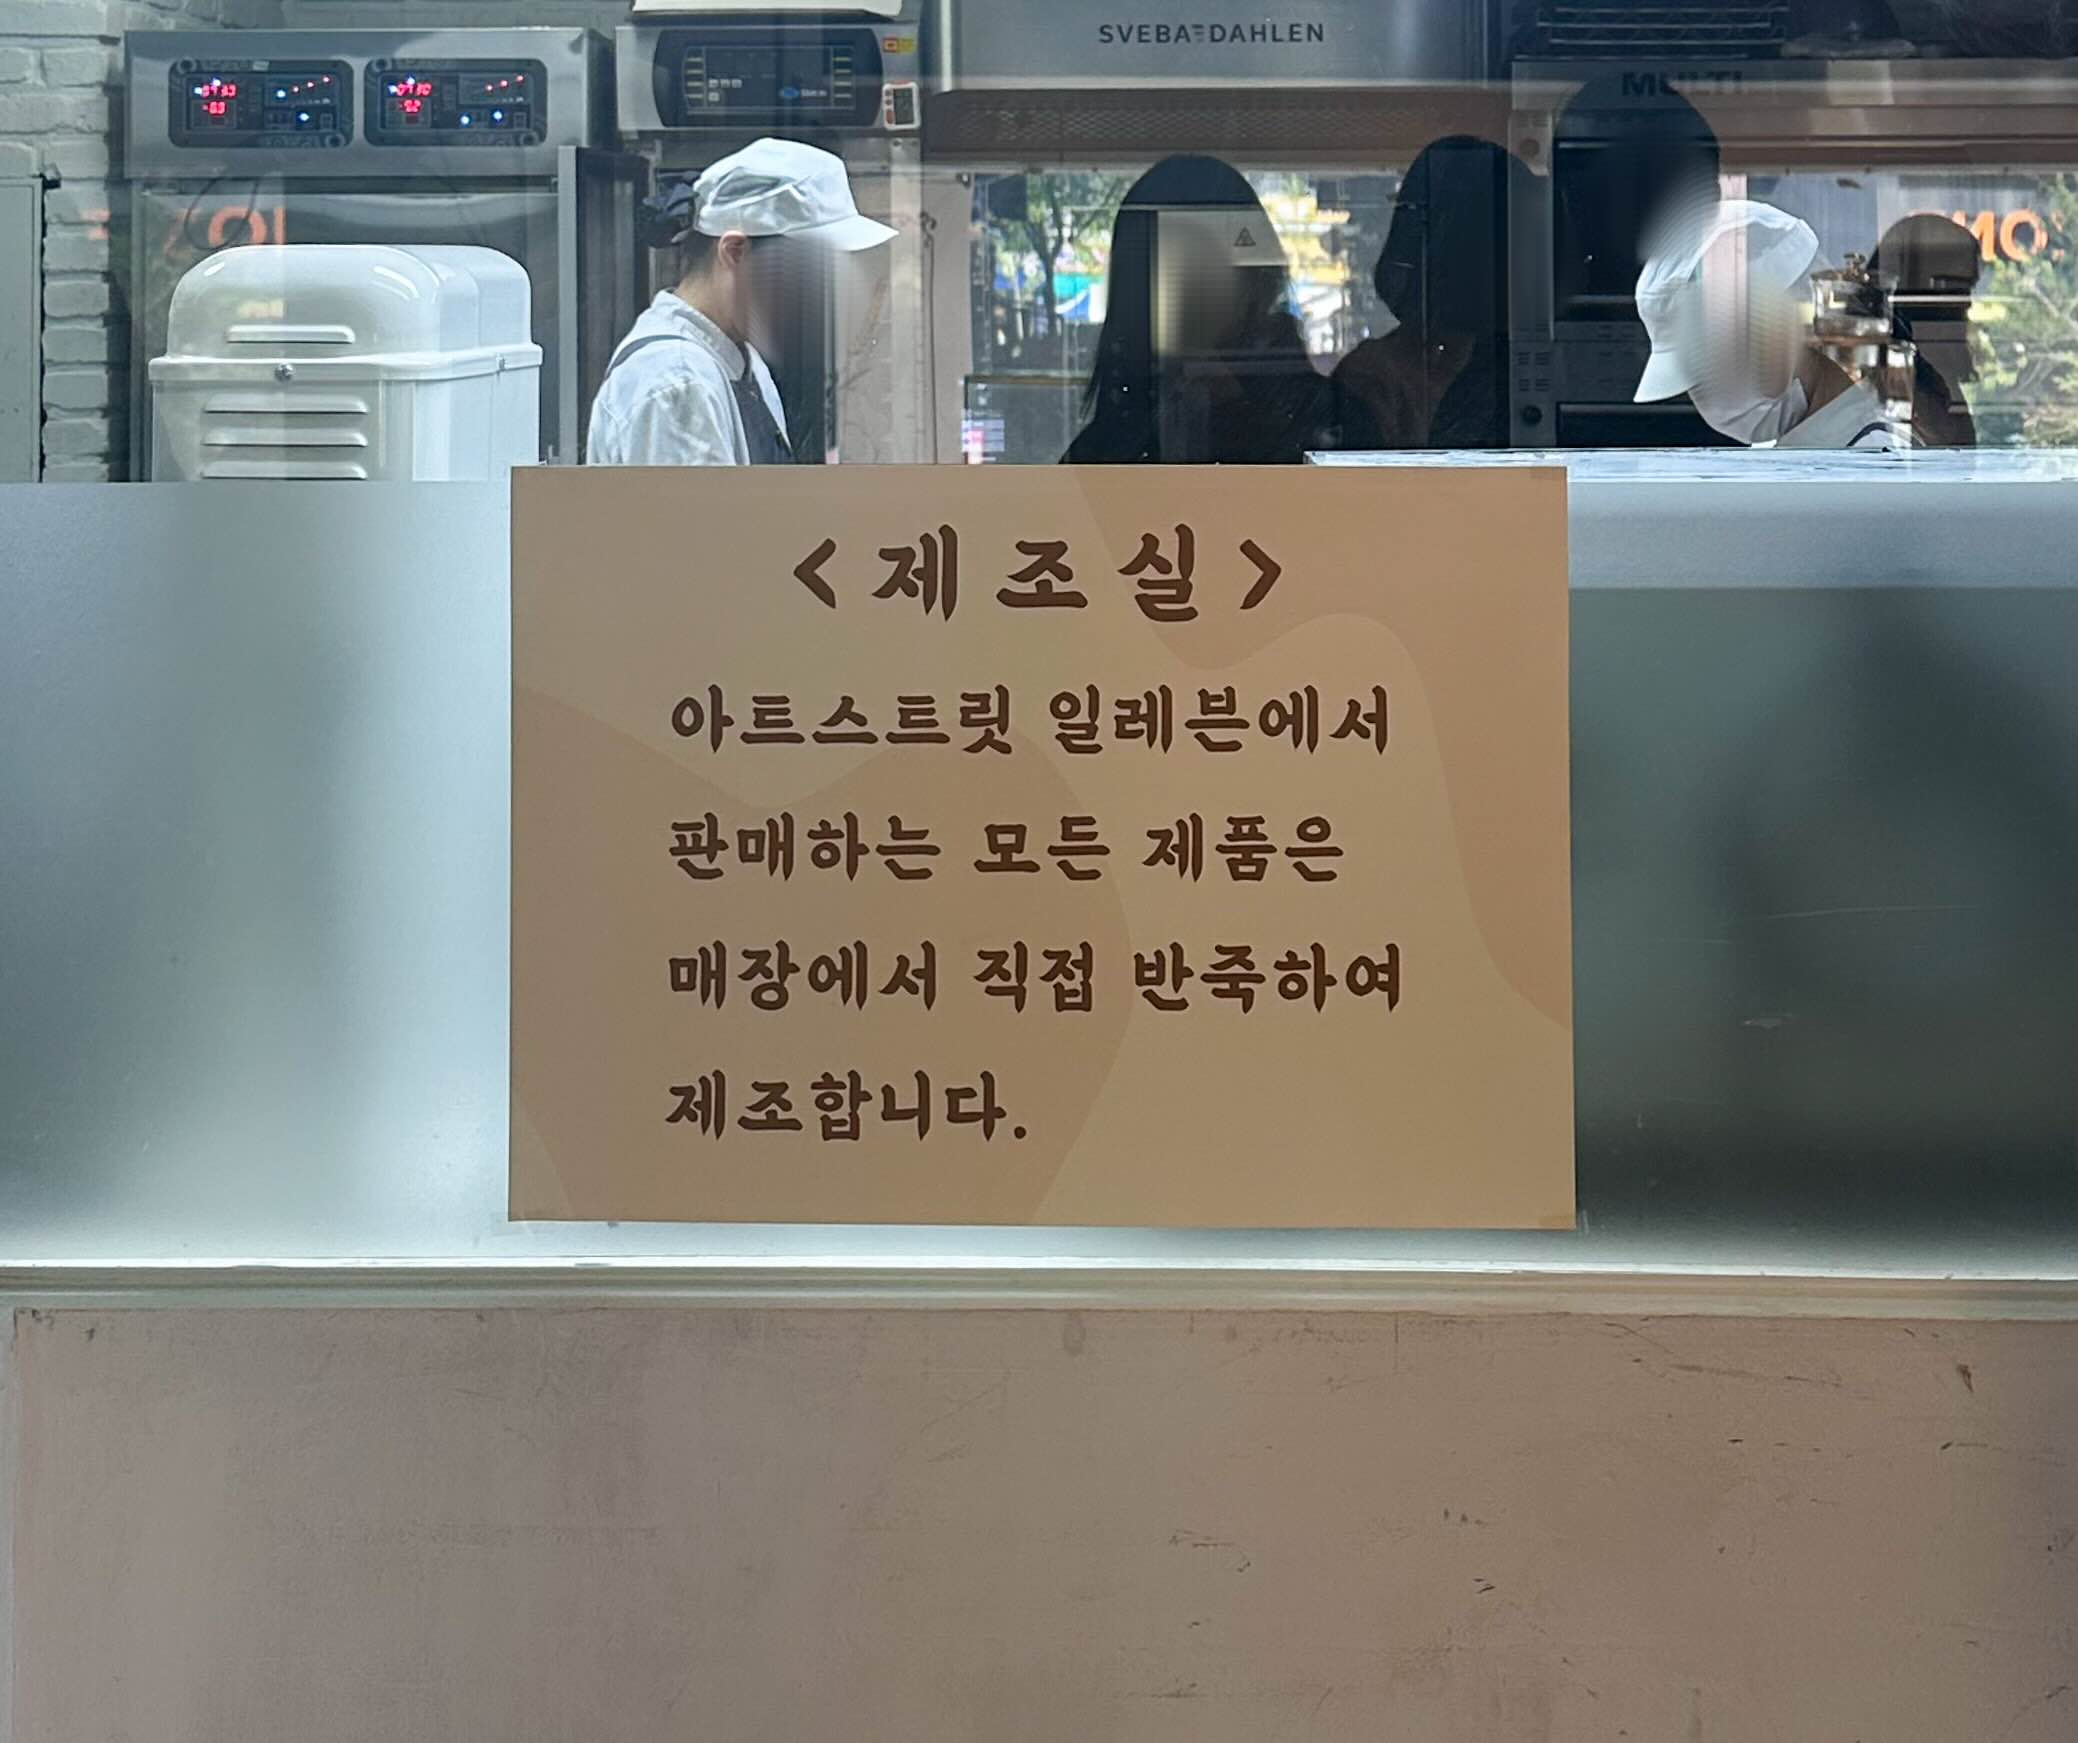 SVEBA DAHLEN
MULTI
<제조실>
아트스트릿 일레븐에서
판매하는 모든 제품은
매장에서 직접 반죽하여
제조합니다.